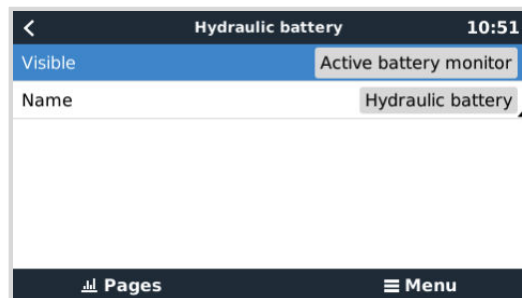 Hydraulic battery 10:51
Visible Active battery monitor
Name Hydraulic battery
Pages Menu